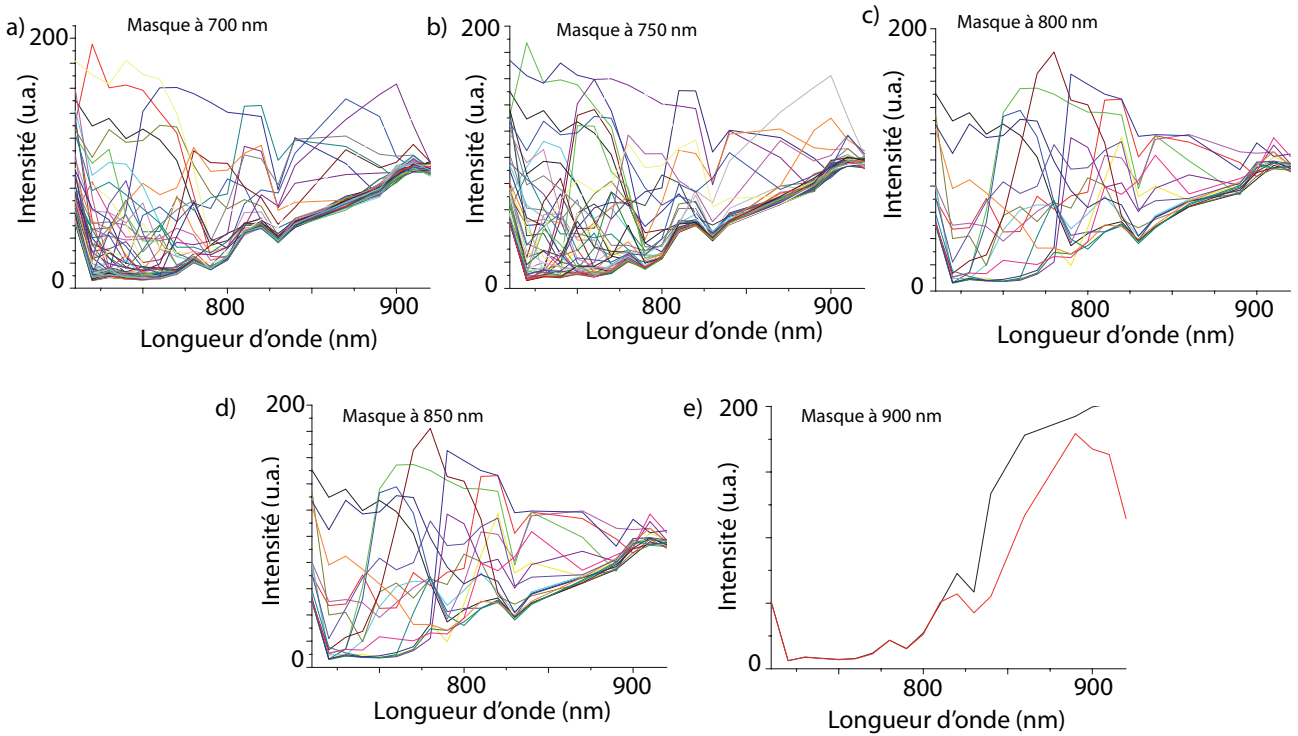 a)
Masque à 700 nm
200
0
Intensité (u.a.)
800
900
Longueur d'onde (nm)
b)
Masque à 750 nm
200
0
Intensité (u.a.)
800
900
Longueur d'onde (nm)
c)
Masque à 800 nm
200
0
Intensité (u.a.)
800
900
Longueur d'onde (nm)
d)
Masque à 850 nm
200
0
Intensité (u.a.)
800
900
Longueur d'onde (nm)
e)
Masque à 900 nm
200
0
Intensité (u.a.)
800
900
Longueur d'onde (nm)